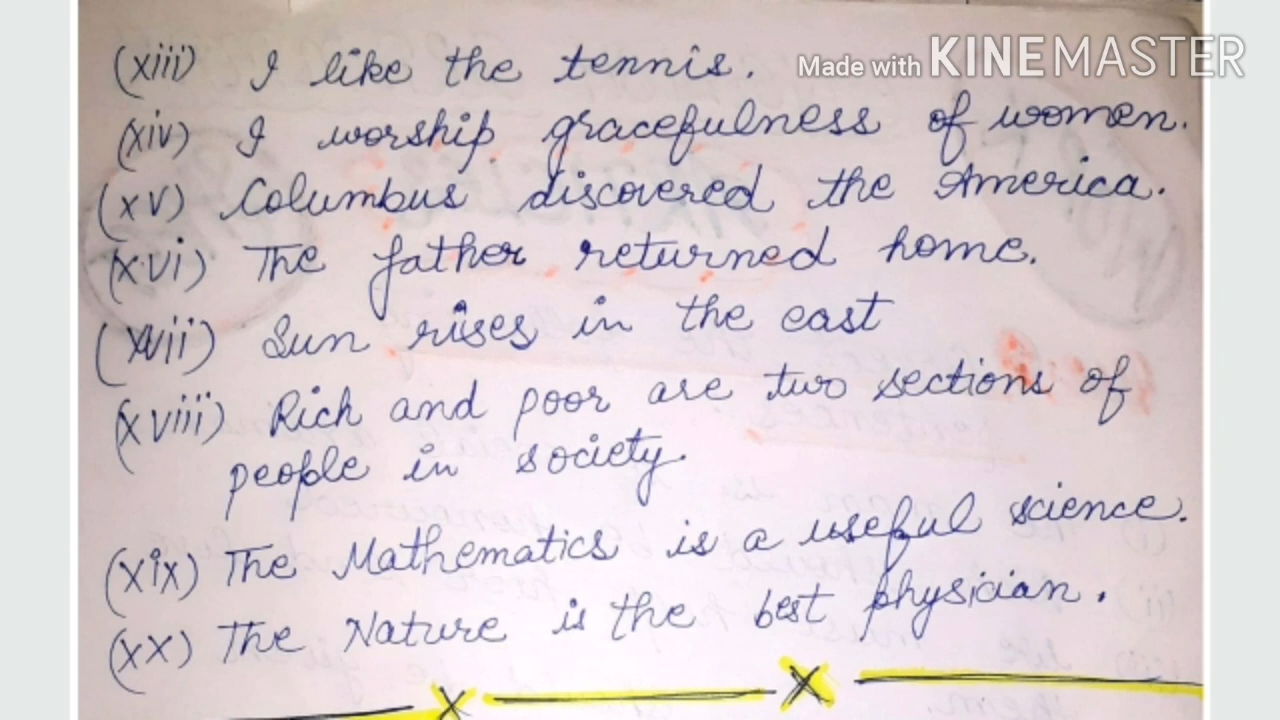 Made with KINEMASTER
(xiii) I like the tennis.
(xiv) I worship gracefulness of women.
(xv) Columbus discovered the America.
(xvi) The father returned home.
(xvii) Sun rises in the east
(xviii) Rich and poor are two sections of
people in society.
(xix) The Mathematics is a useful science.
(xx) The Nature is the best physician.